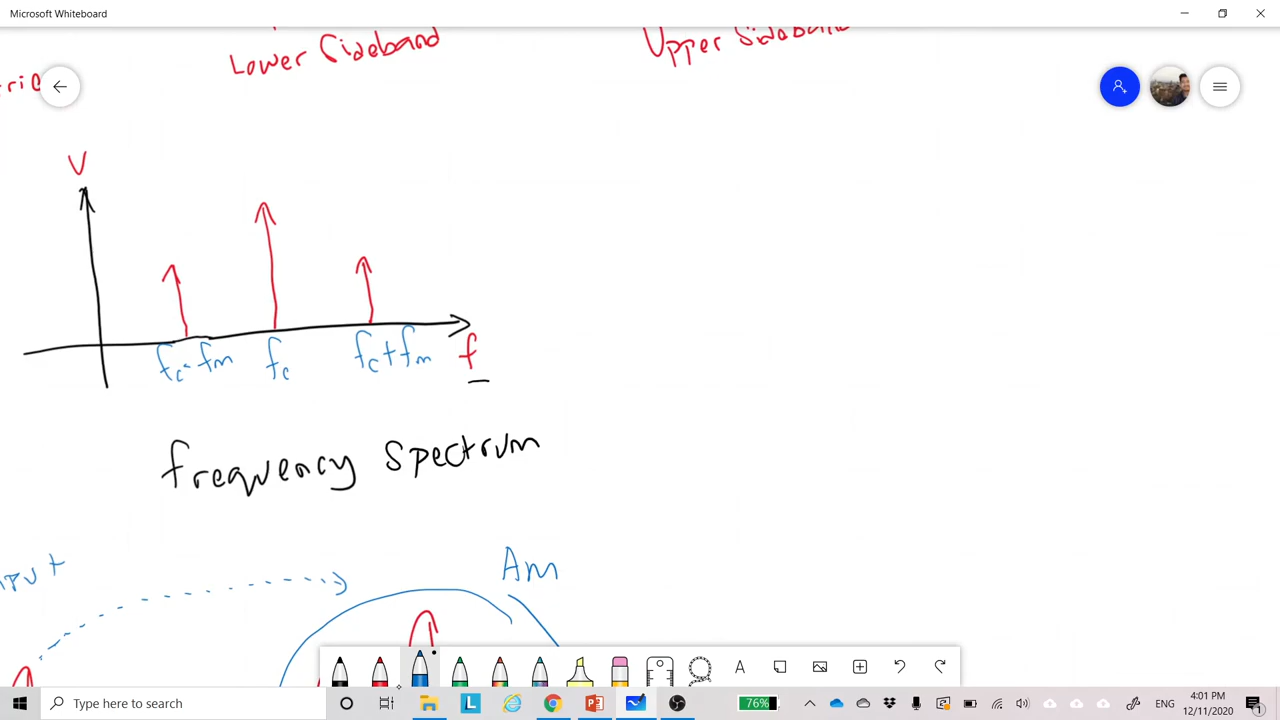 Microsoft Whiteboard
Lower Sideband
Upper Sideband
V
fc-fm
fc
fc+fm
f
frequency spectrum
Am
A
Type here to search
L
76%
ENG
4:01 PM
12/11/2020
1